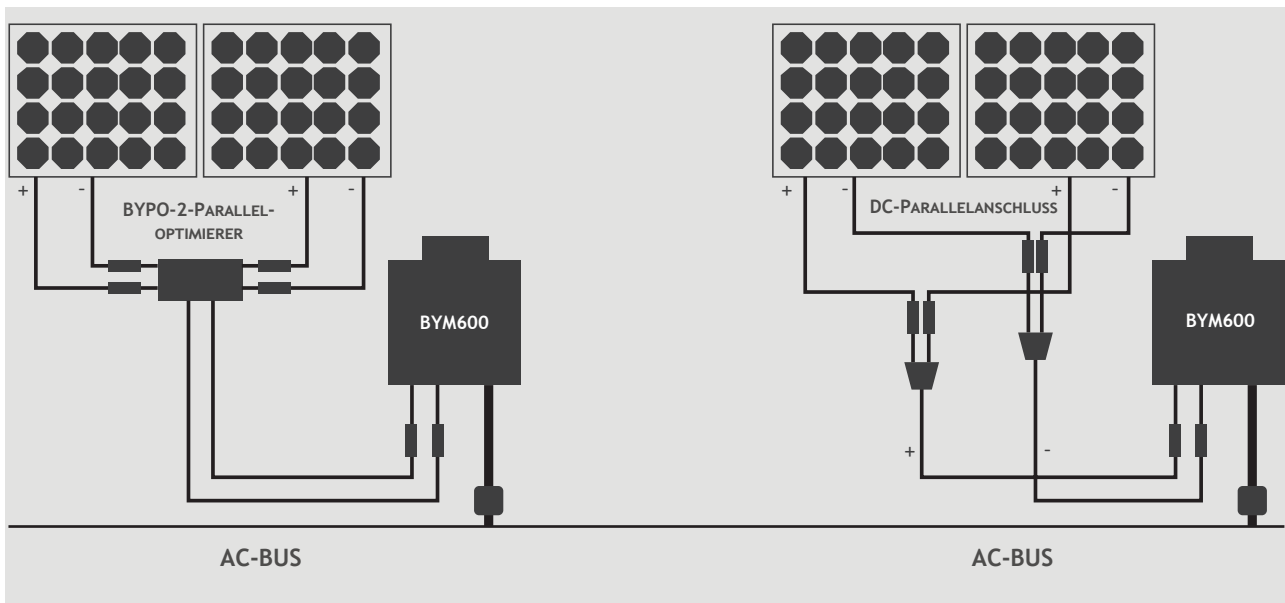 + - + -
BYPO-2-PARALLEL-
OPTIMIERER
BYM600
AC-BUS
+ - + -
DC-PARALLELANSCHLUSS
BYM600
+ -
AC-BUS